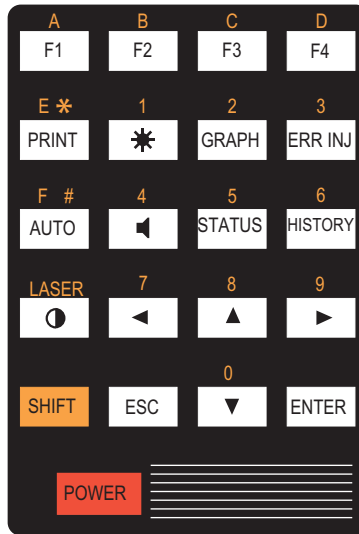 A B C D
F1 F2 F3 F4
E * 1 2 3
PRINT GRAPH ERR INJ
F # 4 5 6
AUTO STATUS HISTORY
LASER 7 8 9
0
SHIFT ESC ENTER
POWER